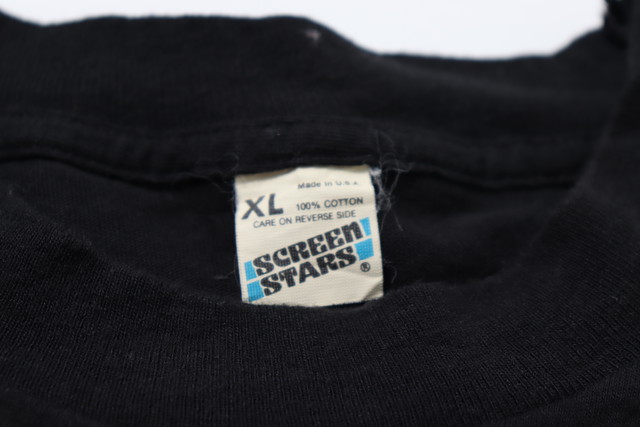 Made in U.S.A.
XL 100% COTTON
CARE ON REVERSE SIDE
SCREEN
STARS ®